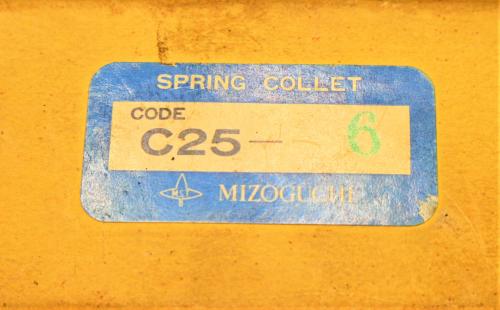 SPRING COLLET
CODE
C25- 6
MIZOGUCHI